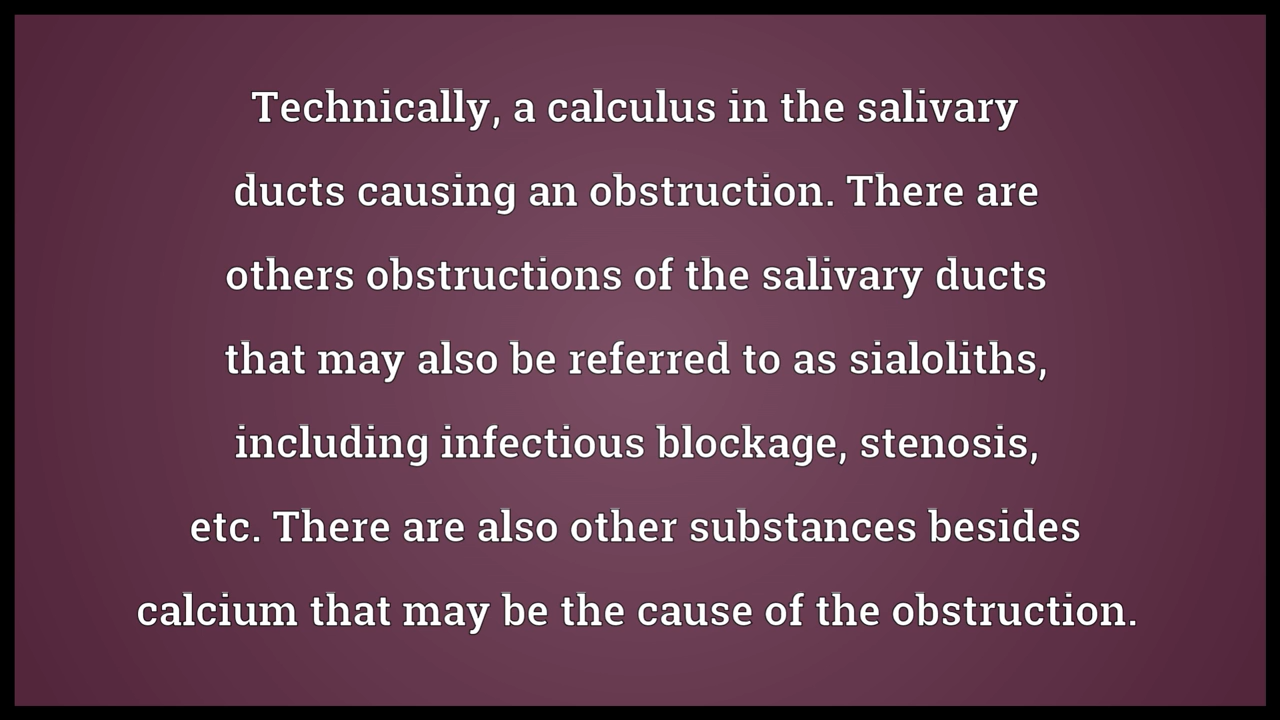 Technically, a calculus in the salivary
ducts causing an obstruction. There are
others obstructions of the salivary ducts
that may also be referred to as sialoliths,
including infectious blockage, stenosis,
etc. There are also other substances besides
calcium that may be the cause of the obstruction.